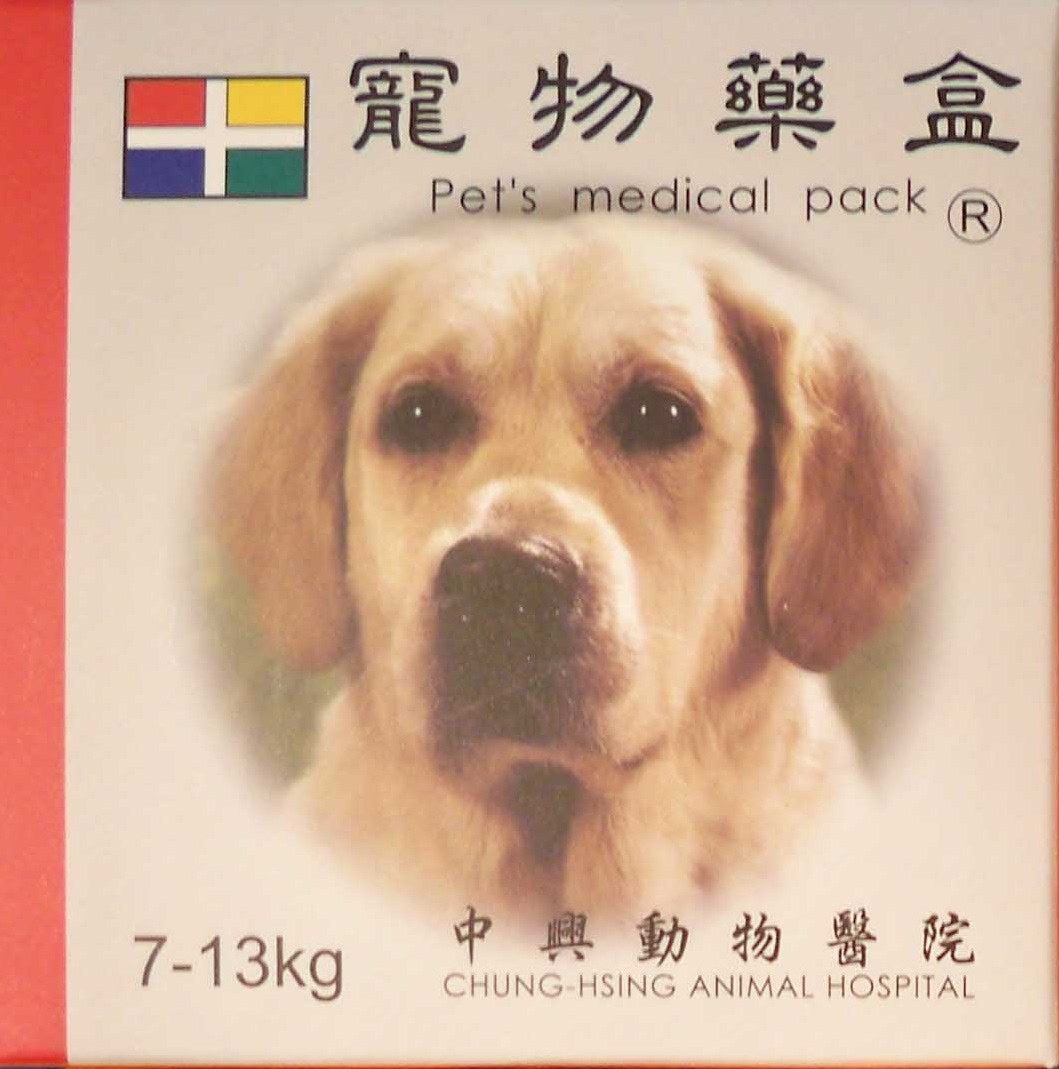 寵物藥盒
Pet's medical pack ®
7-13kg
中興動物醫院
CHUNG-HSING ANIMAL HOSPITAL